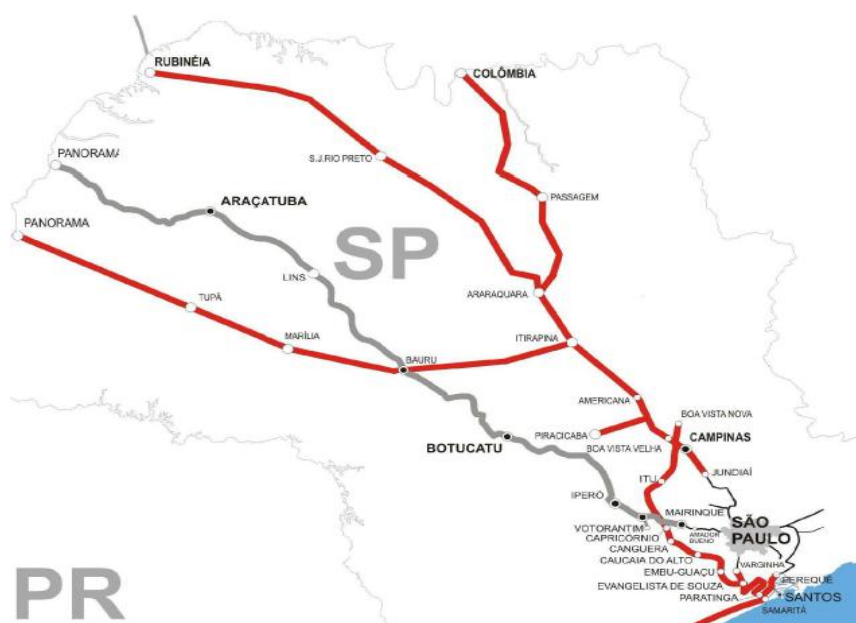 RUBINÉIA
COLÔMBIA
PANORAMA
S.J.RIO PRETO
ARAÇATUBA
PASSAGEM
PANORAMA
SP
LINS
ARARAQUARA
TUPÃ
MARÍLIA
BAURU
ITIRAPINA
AMERICANA
BOA VISTA NOVA
PIRACICABA
BOTUCATU
CAMPINAS
BOA VISTA VELHA
JUNDIAÍ
ITU
IPERÓ
MAIRINQUE
SÃO
PAULO
VOTORANTIM
AMADOR
BUENO
CAPRICÓRNIO
CANGUERA
CAUCAIA DO ALTO
VARGINHA
EMBU-GUAÇU
PEREQUÊ
EVANGELISTA DE SOUZA
PARATINGA
SANTOS
SAMARITÁ
PR